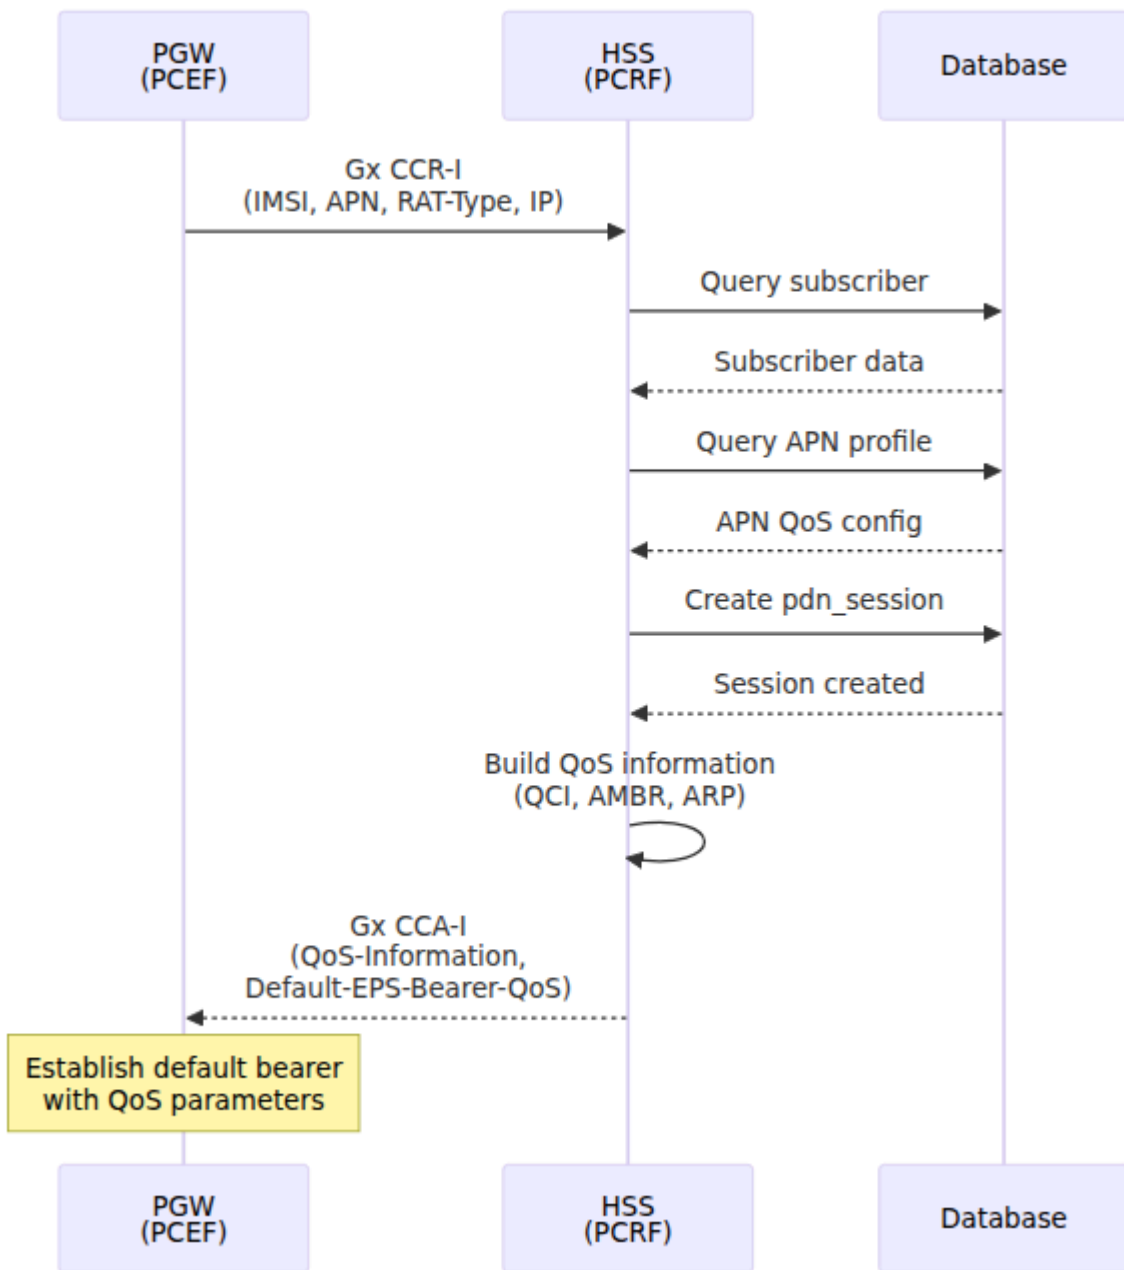 PGW
(PCEF)
HSS
(PCRF)
Database
Gx CCR-I
(IMSI, APN, RAT-Type, IP)
Query subscriber
Subscriber data
Query APN profile
APN QoS config
Create pdn_session
Session created
Build QoS information
(QCI, AMBR, ARP)
Gx CCA-I
(QoS-Information,
Default-EPS-Bearer-QoS)
Establish default bearer
with QoS parameters
PGW
(PCEF)
HSS
(PCRF)
Database